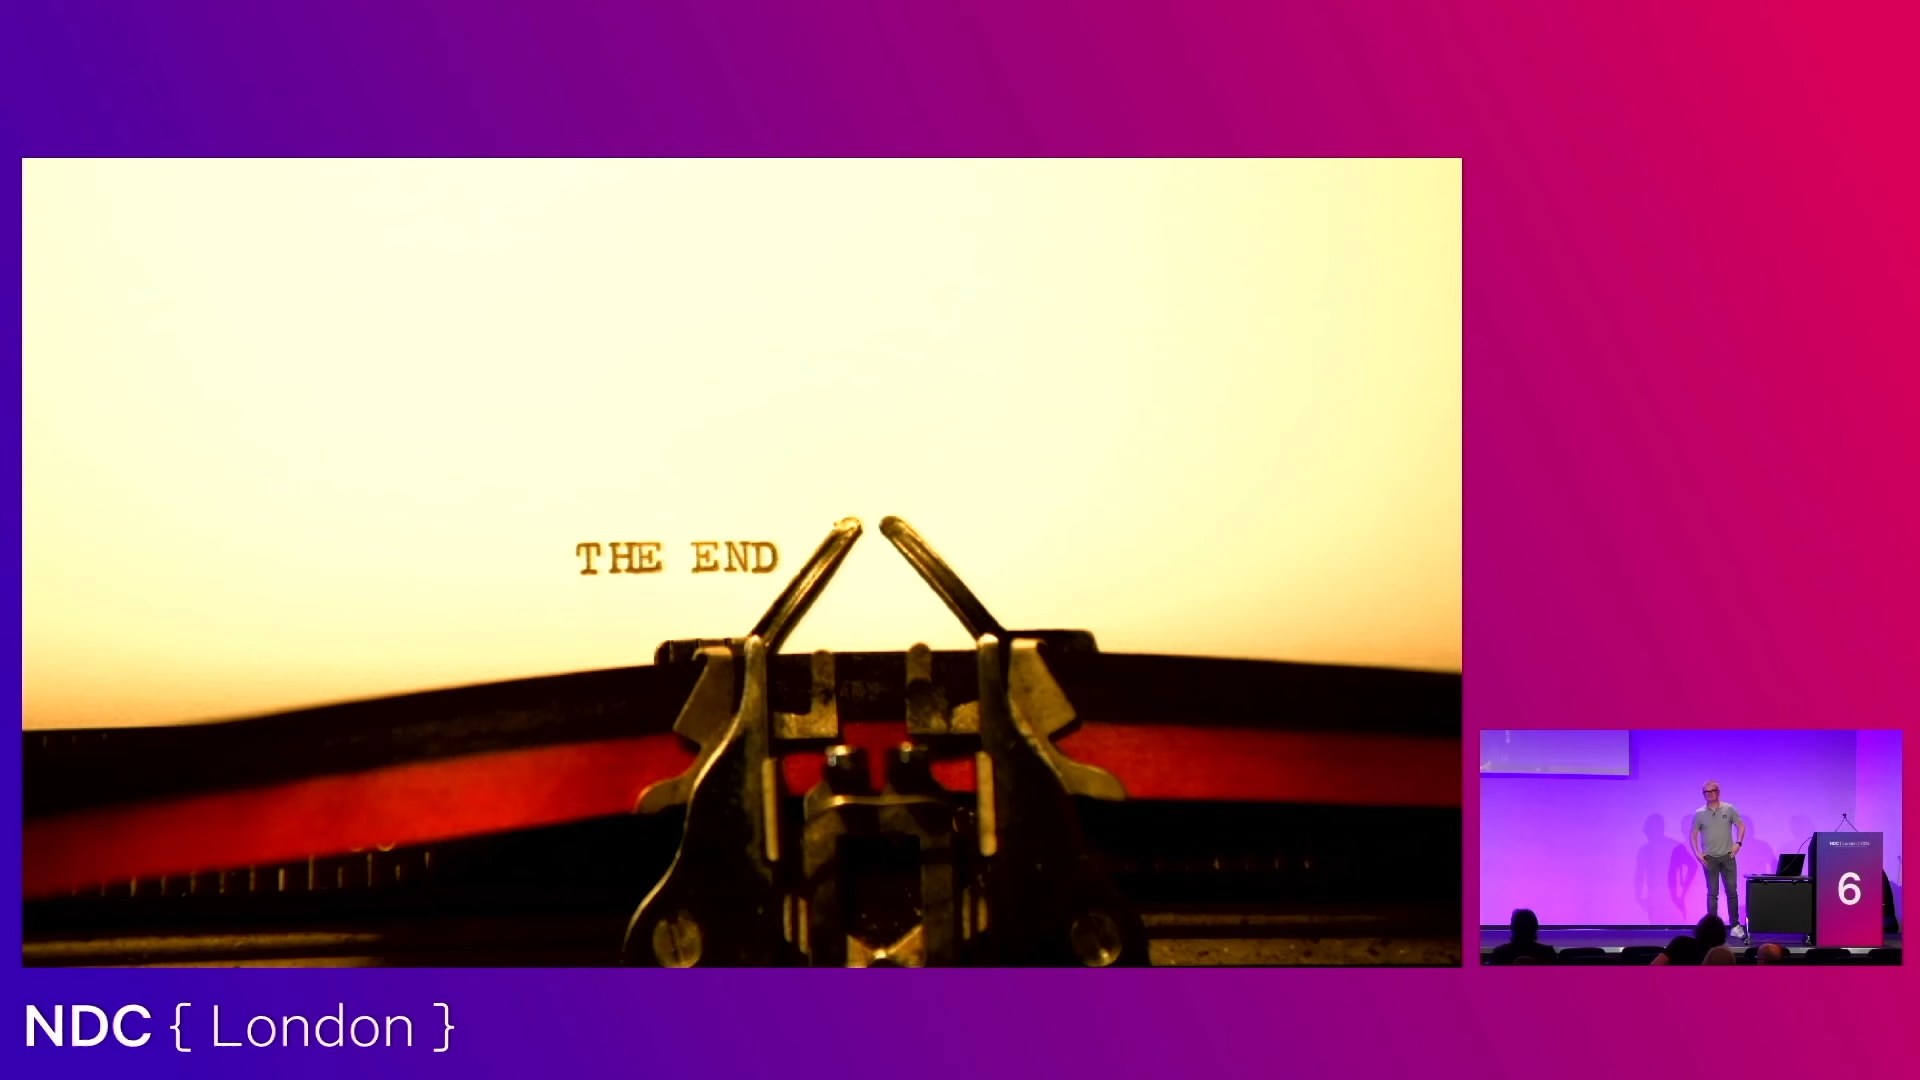 THE END
6
NDC { London }